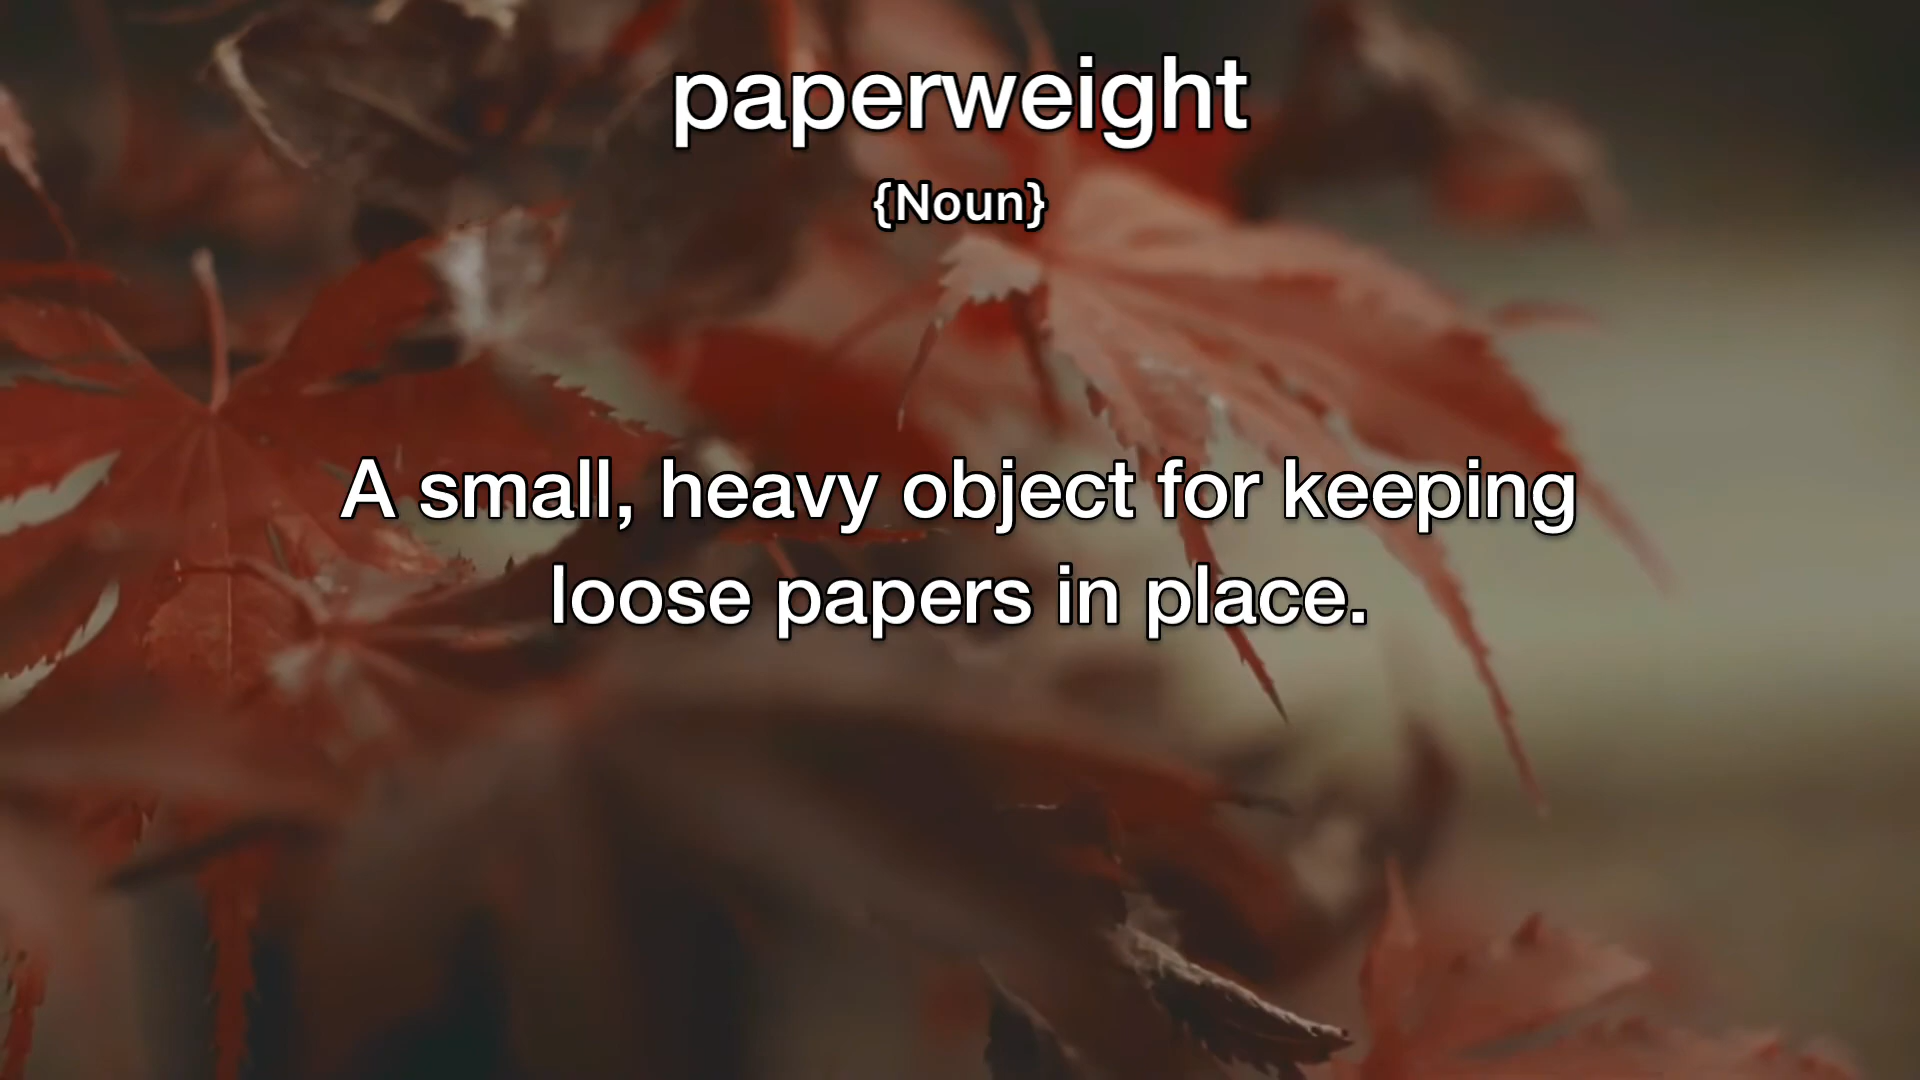 paperweight
{Noun}
A small, heavy object for keeping
loose papers in place.